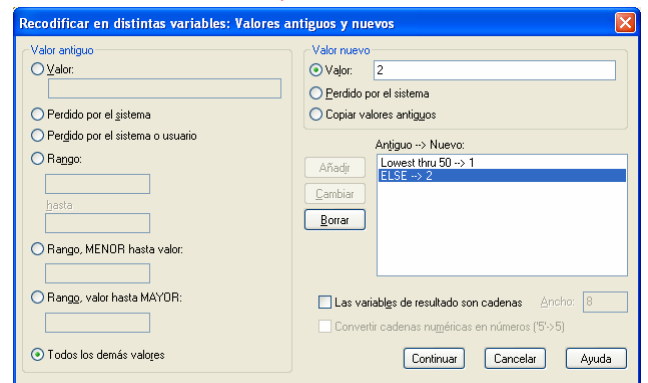 Recodificar en distintas variables: Valores antiguos y nuevos
Valor antiguo
Valor:
Perdido por el sistema
Perdido por el sistema o usuario
Rango:
hasta
Rango, MENOR hasta valor:
Rango, valor hasta MAYOR:
Todos los demás valores
Valor nuevo
Valor: 2
Perdido por el sistema
Copiar valores antiguos
Antiguo --> Nuevo:
Añadir
Cambiar
Borrar
Lowest thru 50 --> 1
ELSE --> 2
Las variables de resultado son cadenas Ancho: 8
Convertir cadenas numéricas en números ('5'->5)
Continuar Cancelar Ayuda